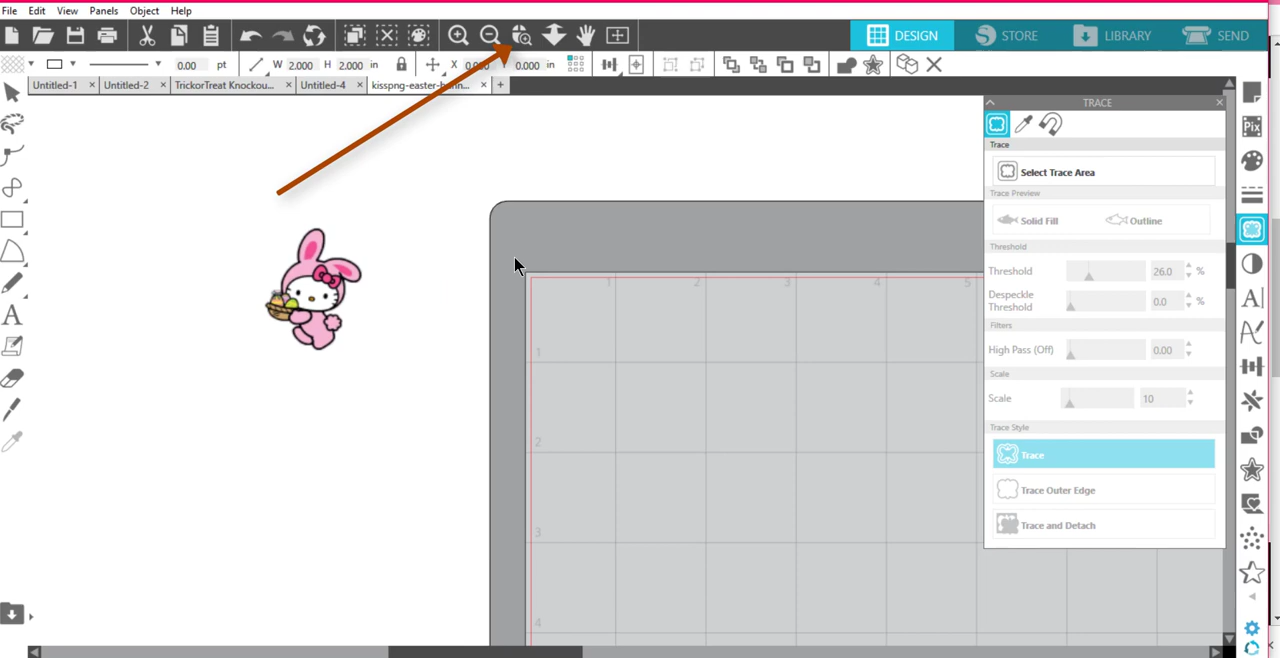 File Edit View Panels Object Help
DESIGN STORE LIBRARY SEND
0.00 pt W 2.000 H 2.000 in X 0.000 Y 0.000 in
Untitled-1 Untitled-2 TrickorTreat Knockou... Untitled-4 kisspng-easter-bunn... +
TRACE
Trace
Select Trace Area
Trace Preview
Solid Fill Outline
Threshold
Threshold 26.0 %
Despeckle
Threshold 0.0 %
Filters
High Pass (Off) 0.00
Scale
Scale 10
Trace Style
Trace
Trace Outer Edge
Trace and Detach
Pix
A
A
1 2 3 4 5
1
2
3
4